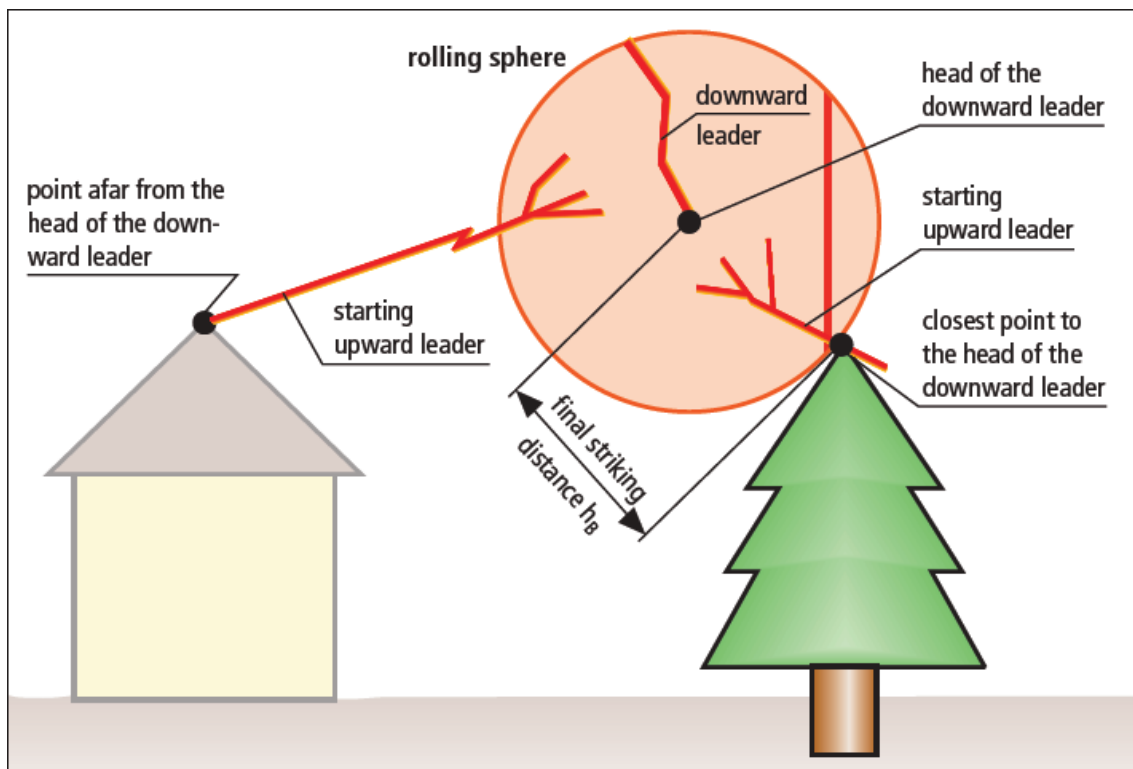 rolling sphere
downward
leader
head of the
downward leader
point afar from the
head of the down-
ward leader
starting
upward leader
starting
upward leader
closest point to
the head of the
downward leader
final striking
distance hB